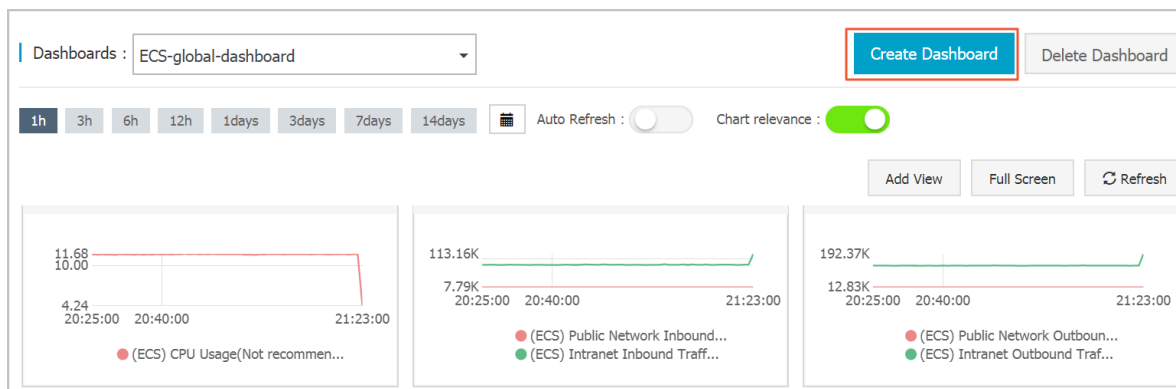 Dashboards : ECS-global-dashboard Create Dashboard Delete Dashboard
1h 3h 6h 12h 1days 3days 7days 14days Auto Refresh : Chart relevance :
Add View Full Screen Refresh
11.68
10.00
4.24
20:25:00 20:40:00 21:23:00
(ECS) CPU Usage(Not recommen...
113.16K
7.79K
20:25:00 20:40:00 21:23:00
(ECS) Public Network Inbound...
(ECS) Intranet Inbound Traff...
192.37K
12.83K
20:25:00 20:40:00 21:23:00
(ECS) Public Network Outboun...
(ECS) Intranet Outbound Traf...